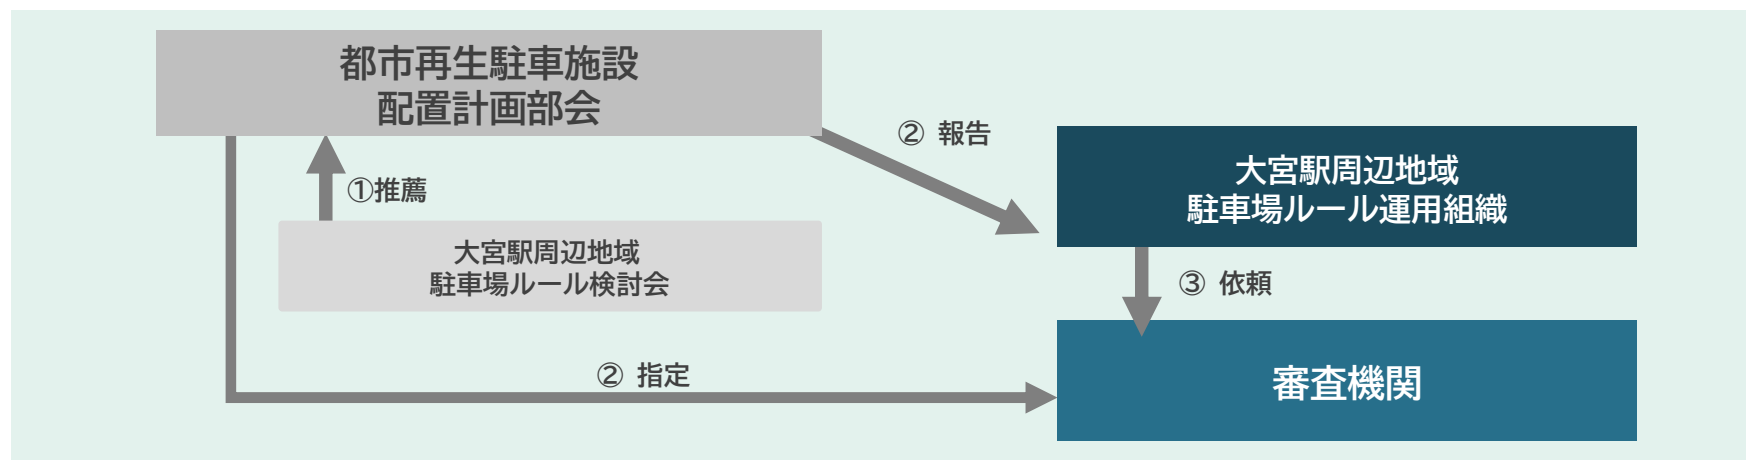 都市再生駐車施設
配置計画部会
② 報告
大宮駅周辺地域
駐車場ルール運用組織
①推薦
大宮駅周辺地域
駐車場ルール検討会
③ 依頼
② 指定
審査機関